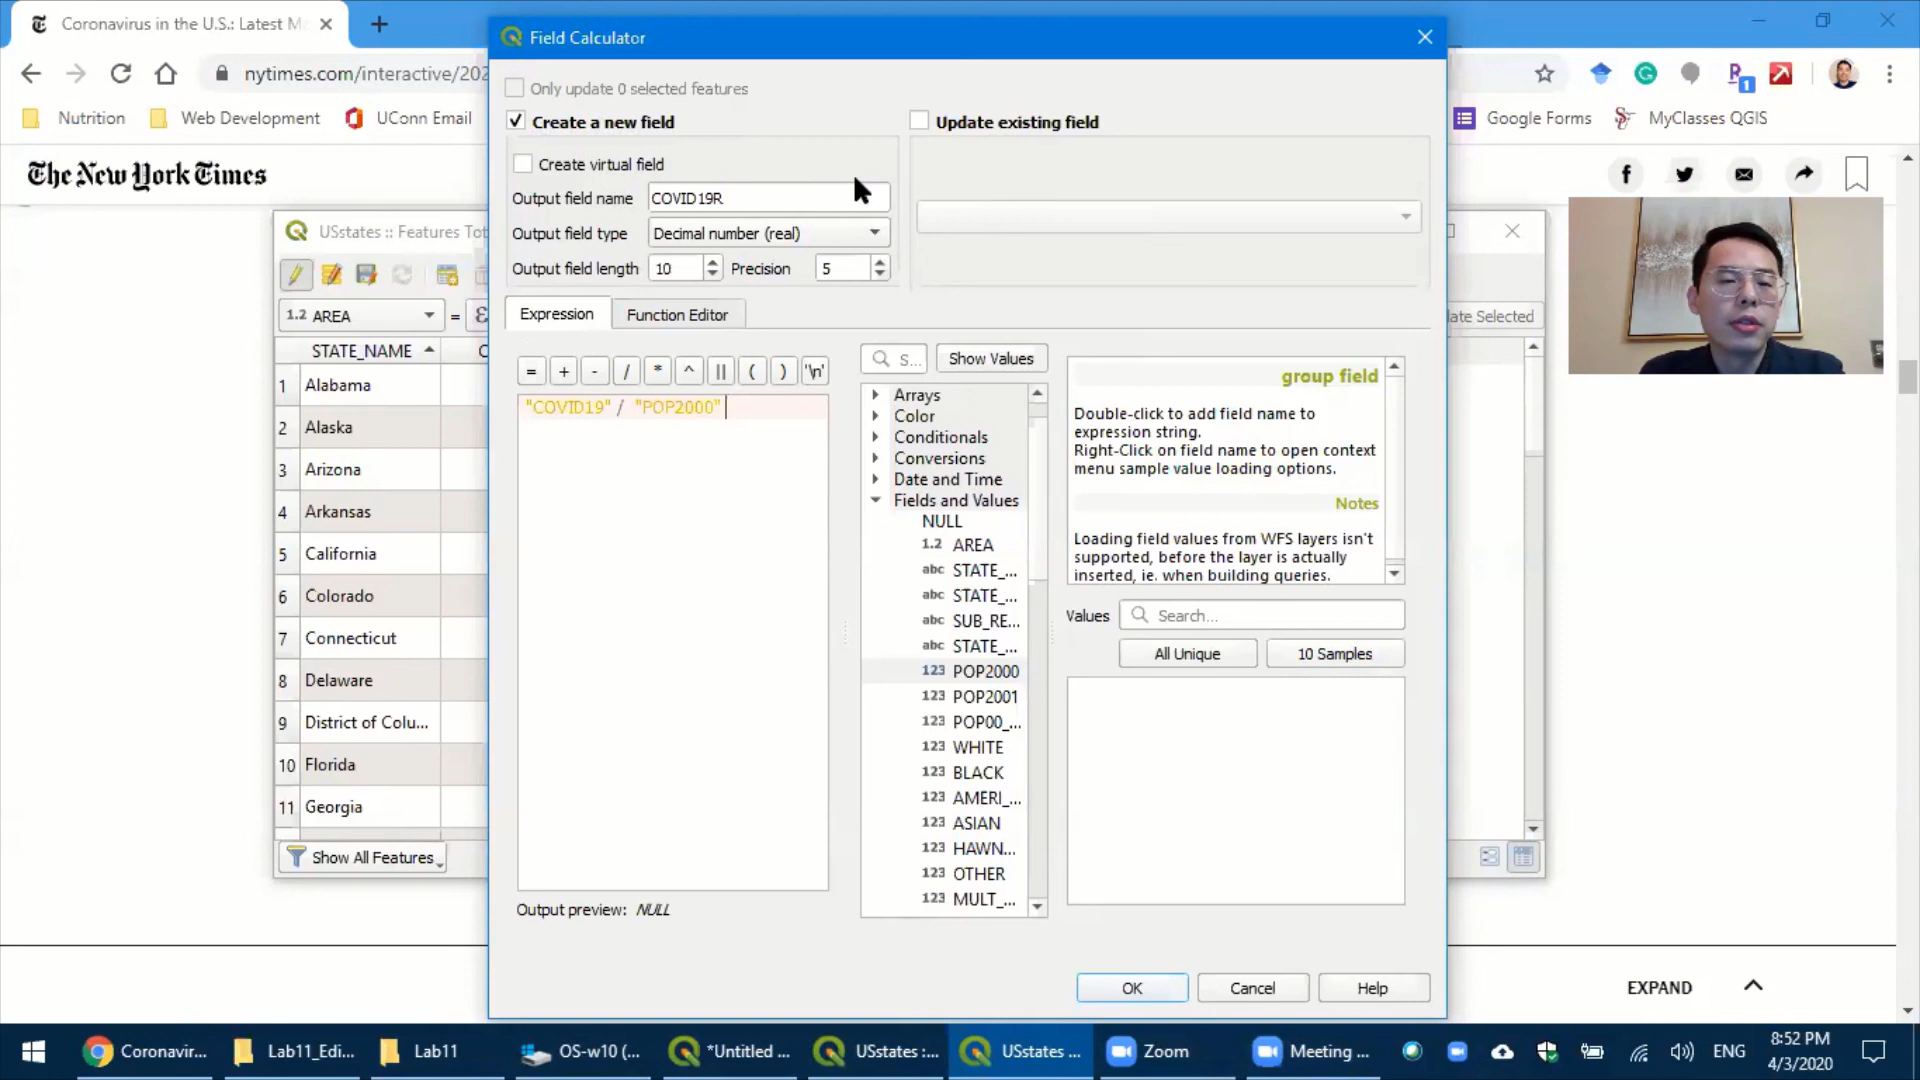 Coronavirus in the U.S.: Latest M
nytimes.com/interactive/202
Nutrition
Web Development
UConn Email
Google Forms
MyClasses QGIS
The New York Times
USstates :: Features Tot
1.2 AREA
=
ate Selected
STATE_NAME
1 Alabama
2 Alaska
3 Arizona
4 Arkansas
5 California
6 Colorado
7 Connecticut
8 Delaware
9 District of Colu...
10 Florida
11 Georgia
Show All Features
Field Calculator
Only update 0 selected features
Create a new field
Update existing field
Create virtual field
Output field name COVID19R
Output field type Decimal number (real)
Output field length 10 Precision 5
Expression Function Editor
= + - / * ^ || ( ) '\n'
"COVID19" / "POP2000"
Output preview: NULL
S...
Show Values
Arrays
Color
Conditionals
Conversions
Date and Time
Fields and Values
NULL
1.2 AREA
abc STATE_...
abc STATE_...
abc SUB_RE...
abc STATE_...
123 POP2000
123 POP2001
123 POP00_...
123 WHITE
123 BLACK
123 AMERI_...
123 ASIAN
123 HAWN...
123 OTHER
123 MULT_...
group field
Double-click to add field name to
expression string.
Right-Click on field name to open context
menu sample value loading options.
Notes
Loading field values from WFS layers isn't
supported, before the layer is actually
inserted, ie. when building queries.
Values Search...
All Unique 10 Samples
OK Cancel Help
EXPAND
Coronavir...
Lab11_Edi...
Lab11
OS-w10 (...
*Untitled ...
USstates :...
USstates ...
Zoom
Meeting ...
ENG
8:52 PM
4/3/2020